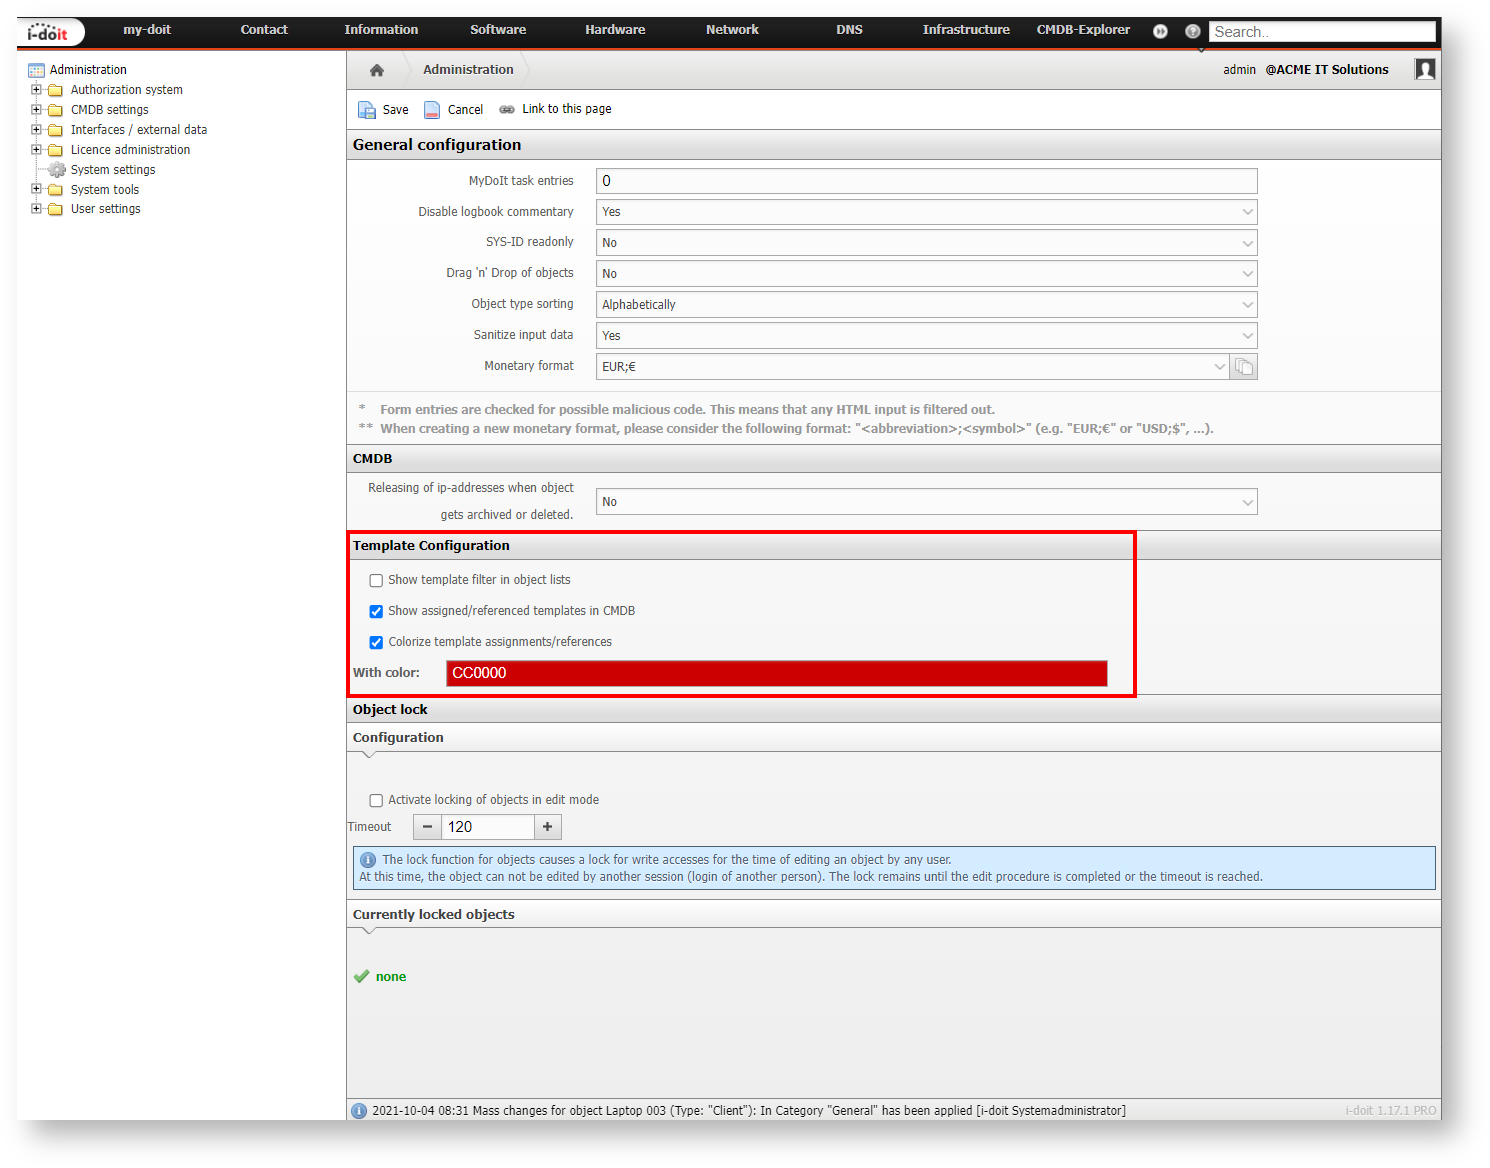 i-doit
my-doit Contact Information Software Hardware Network DNS Infrastructure CMDB-Explorer Search..
Administration
Authorization system
CMDB settings
Interfaces / external data
Licence administration
System settings
System tools
User settings
Administration
admin @ACME IT Solutions
Save Cancel Link to this page
General configuration
MyDoIt task entries 0
Disable logbook commentary Yes
SYS-ID readonly No
Drag 'n' Drop of objects No
Object type sorting Alphabetically
Sanitize input data Yes
Monetary format EUR;€
* Form entries are checked for possible malicious code. This means that any HTML input is filtered out.
** When creating a new monetary format, please consider the following format: "<abbreviation>;<symbol>" (e.g. "EUR;€" or "USD;$", ...).
CMDB
Releasing of ip-addresses when object
gets archived or deleted.
No
Template Configuration
Show template filter in object lists
Show assigned/referenced templates in CMDB
Colorize template assignments/references
With color: CC0000
Object lock
Configuration
Activate locking of objects in edit mode
Timeout − 120 +
The lock function for objects causes a lock for write accesses for the time of editing an object by any user.
At this time, the object can not be edited by another session (login of another person). The lock remains until the edit procedure is completed or the timeout is reached.
Currently locked objects
none
2021-10-04 08:31 Mass changes for object Laptop 003 (Type: "Client"): In Category "General" has been applied [i-doit Systemadministrator]
i-doit 1.17.1 PRO